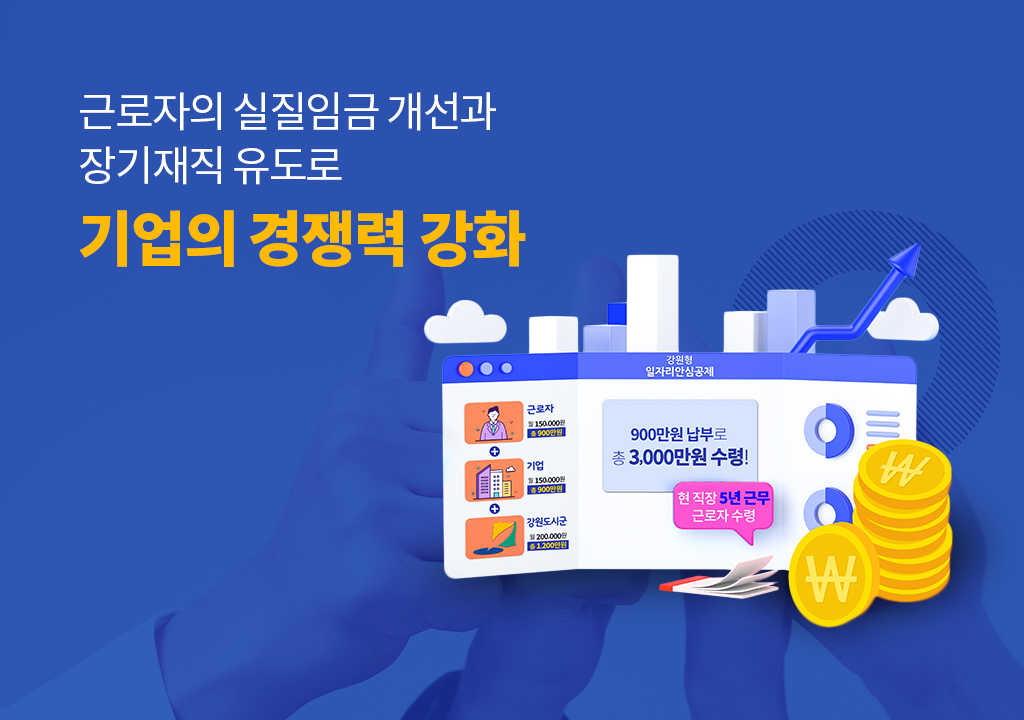 근로자의 실질임금 개선과
장기재직 유도로
기업의 경쟁력 강화
강원형
일자리안심공제
근로자
월 150.000원
총 900만원
기업
월 150.000원
총 900만원
강원도시군
월 200.000원
총 1.200만원
900만원 납부로
총 3,000만원 수령!
현 직장 5년 근무
근로자 수령
₩
₩